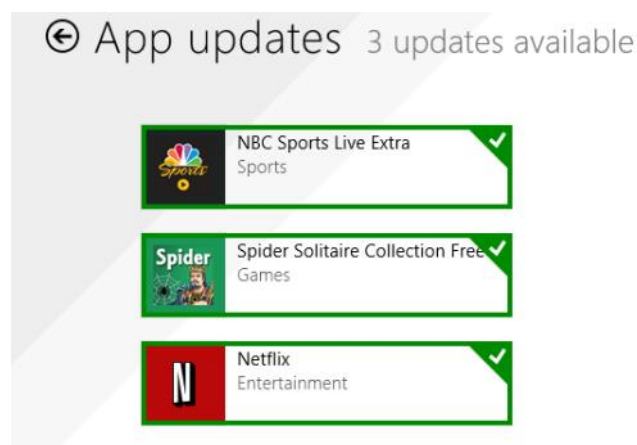 App updates 3 updates available
NBC Sports Live Extra
Sports
Sports
Spider Solitaire Collection Free
Spider
Games
Netflix
N
Entertainment